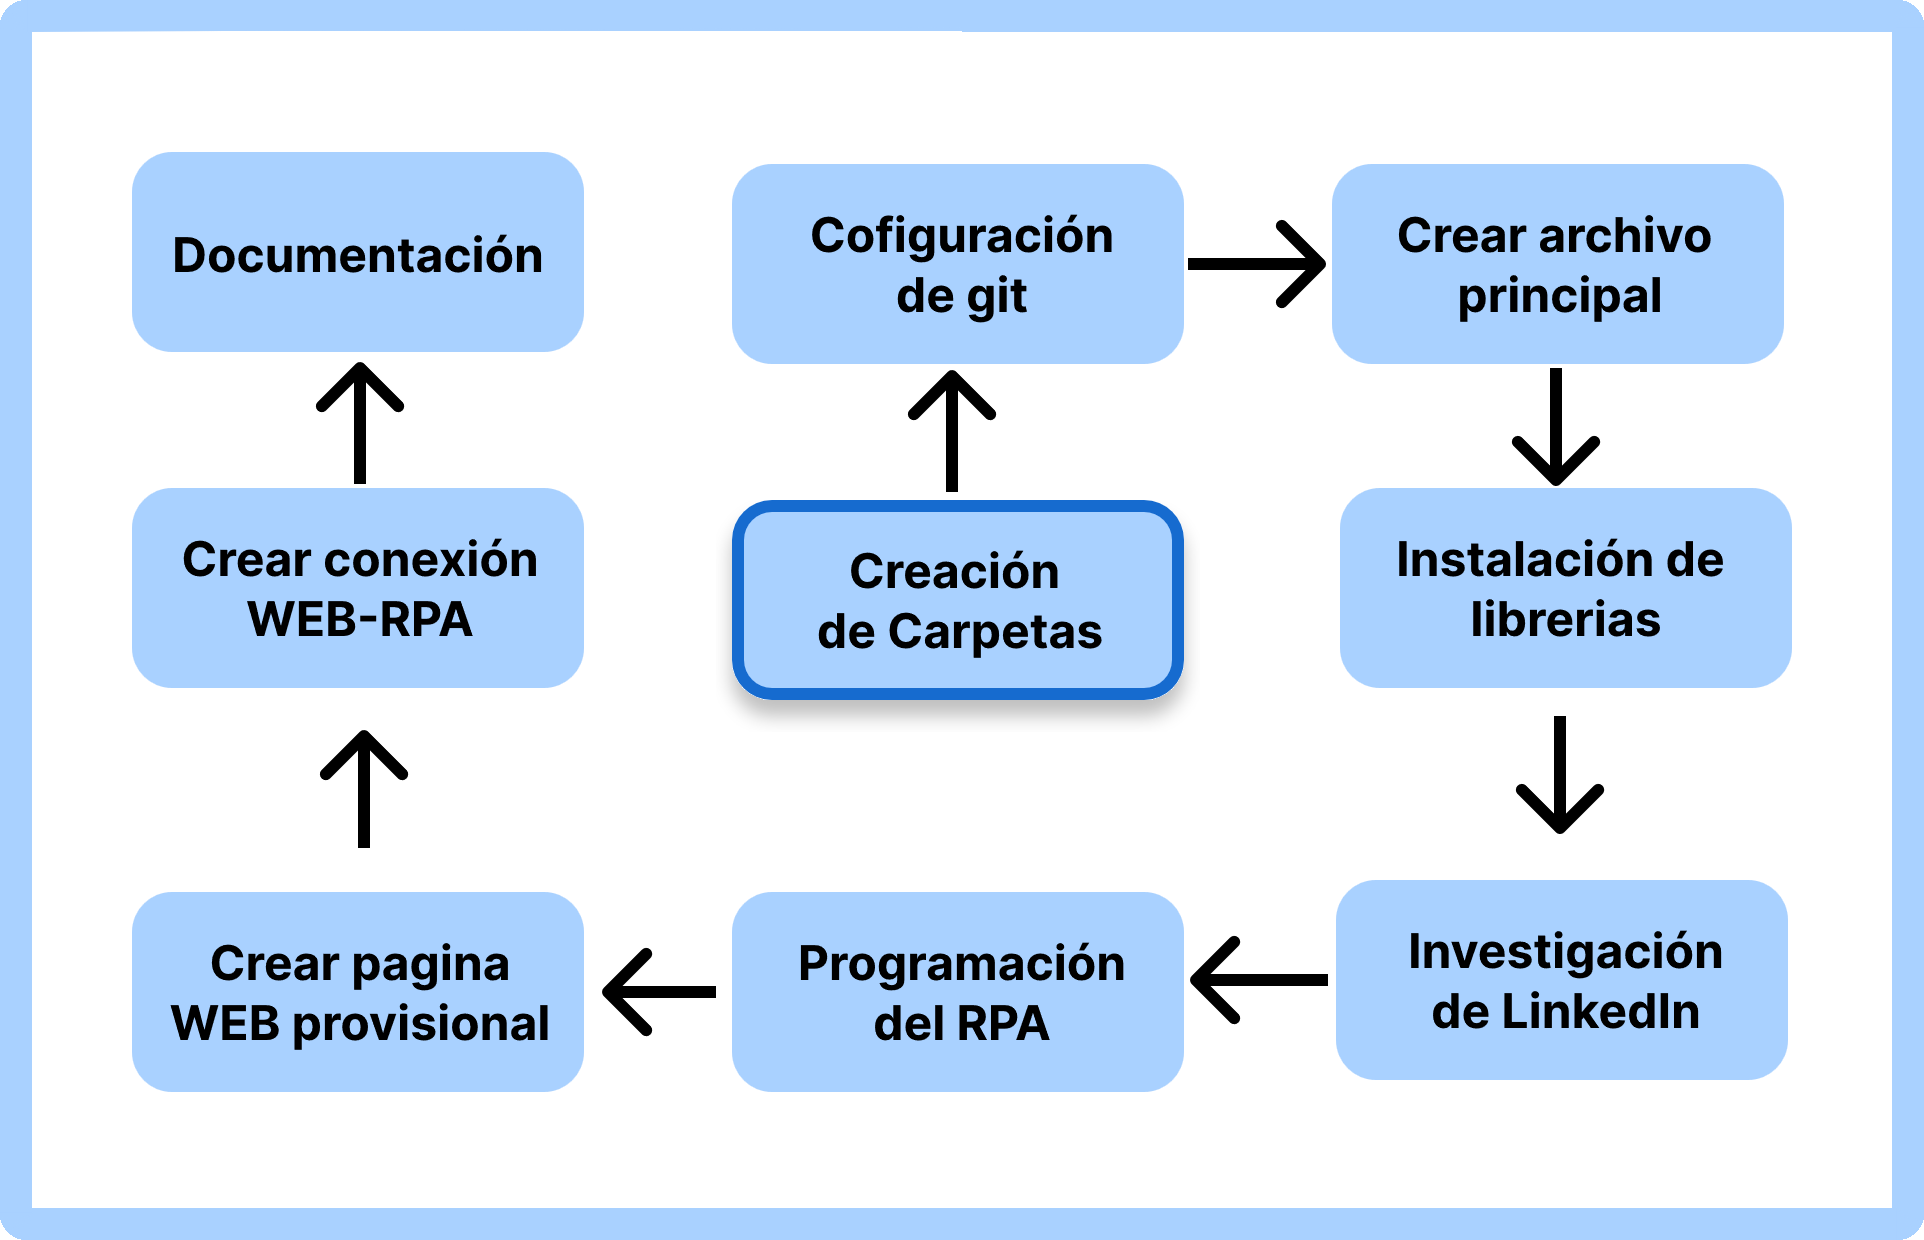 Documentación
Cofiguración
de git
Crear archivo
principal
Crear conexión
WEB-RPA
Creación
de Carpetas
Instalación de
librerias
Crear pagina
WEB provisional
Programación
del RPA
Investigación
de LinkedIn